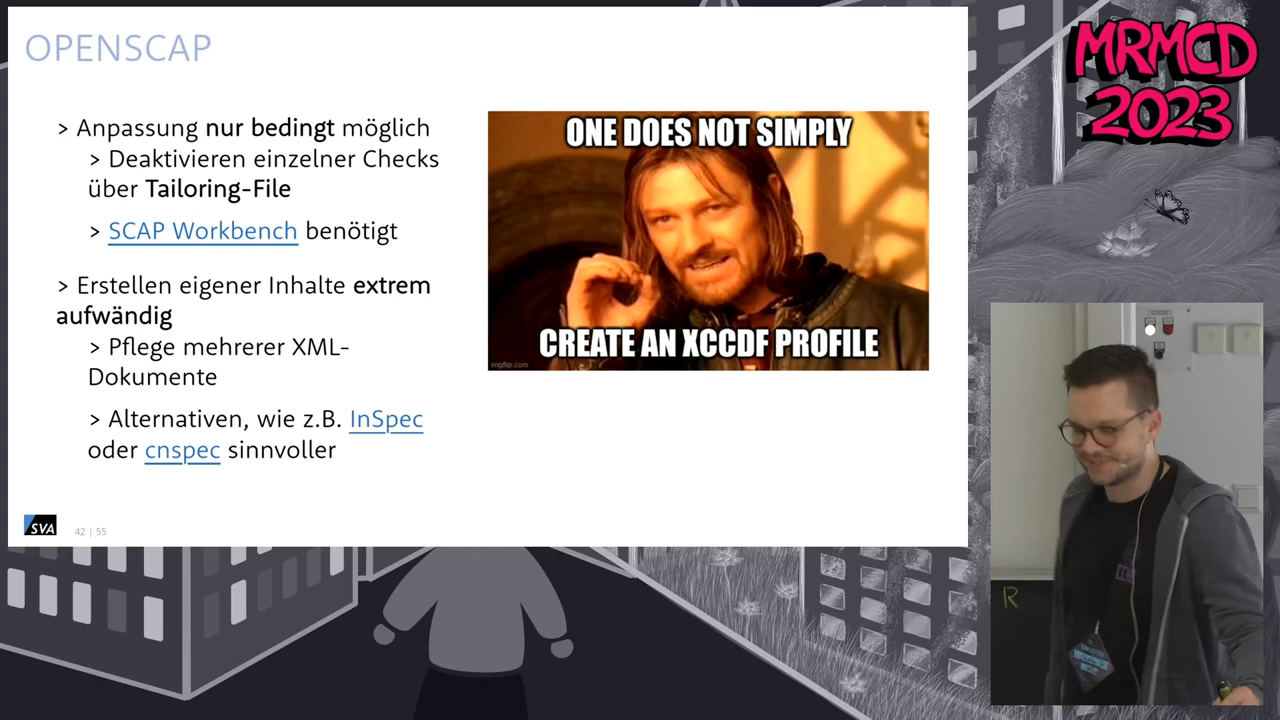 OPENSCAP
> Anpassung nur bedingt möglich
> Deaktivieren einzelner Checks
über Tailoring-File
> SCAP Workbench benötigt
> Erstellen eigener Inhalte extrem
aufwändig
> Pflege mehrerer XML-
Dokumente
> Alternativen, wie z.B. InSpec
oder cnspec sinnvoller
SVA
42 | 55
ONE DOES NOT SIMPLY
CREATE AN XCCDF PROFILE
imgflip.com
MRMCD
2023
R